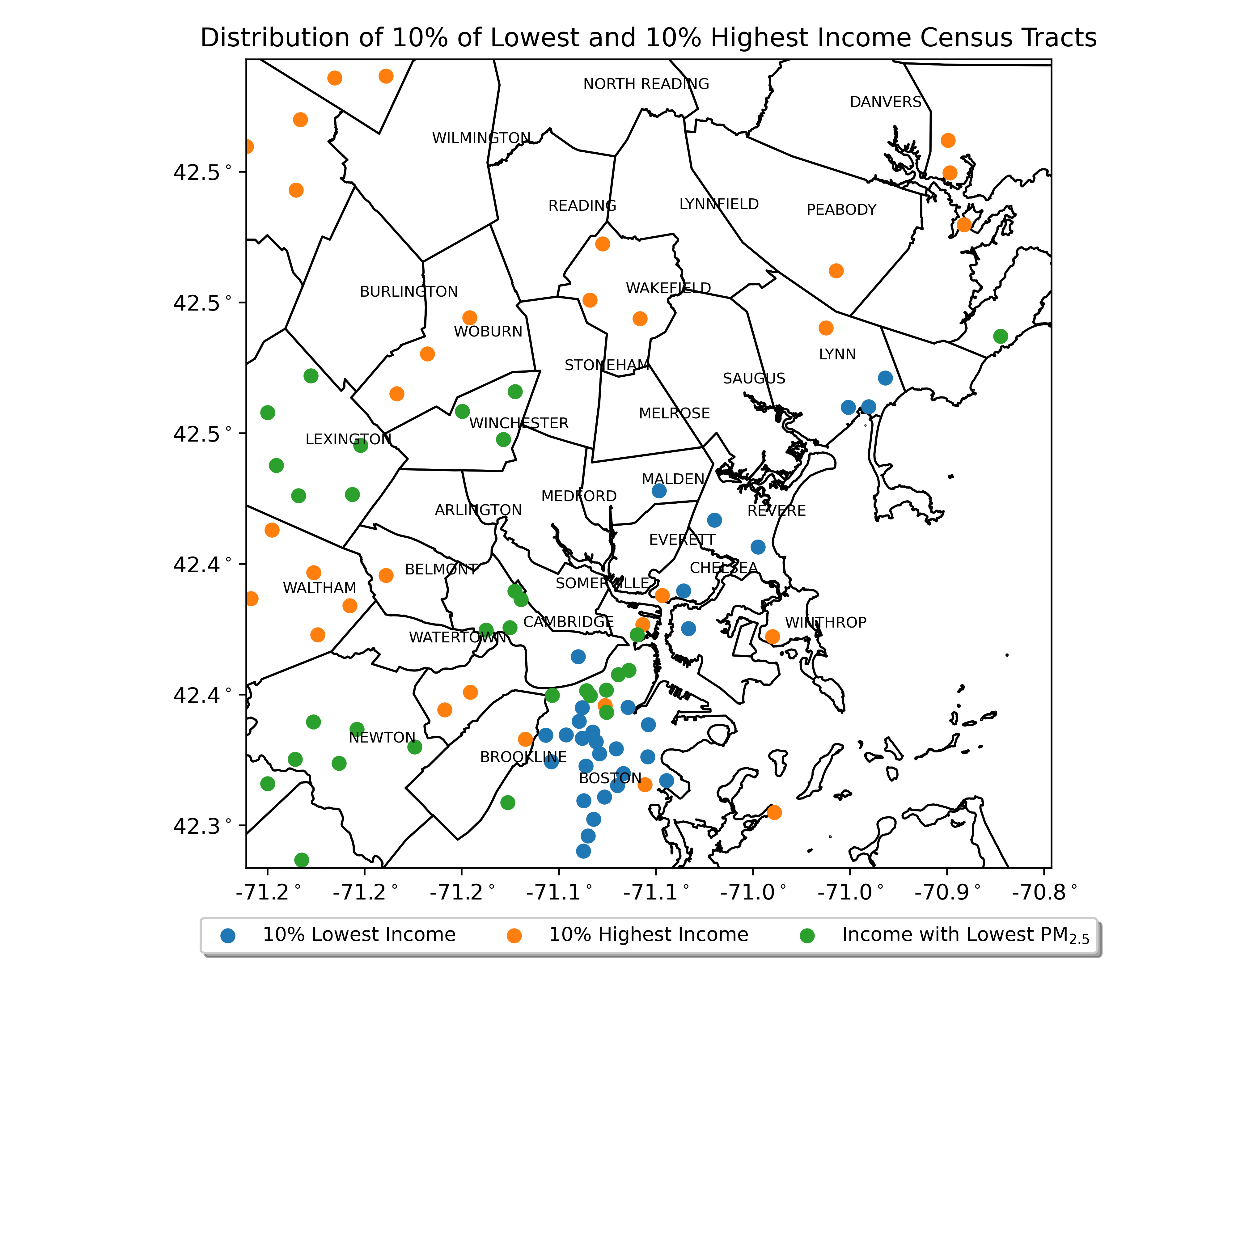 Distribution of 10% of Lowest and 10% Highest Income Census Tracts
NORTH READING
DANVERS
WILMINGTON
42.5°
READING
LYNNFIELD
PEABODY
BURLINGTON
WAKEFIELD
42.5°
WOBURN
LYNN
STONEHAM
SAUGUS
MELROSE
WINCHESTER
42.5°
LEXINGTON
MALDEN
MEDFORD
ARLINGTON
REVERE
EVERETT
42.4°
BELMONT
CHELSEA
SOMERVILLE
WALTHAM
CAMBRIDGE
WINTHROP
WATERTOWN
42.4°
NEWTON
BROOKLINE
BOSTON
42.3°
-71.2° -71.2° -71.2° -71.1° -71.1° -71.0° -71.0° -70.9° -70.8°
10% Lowest Income 10% Highest Income Income with Lowest PM2.5